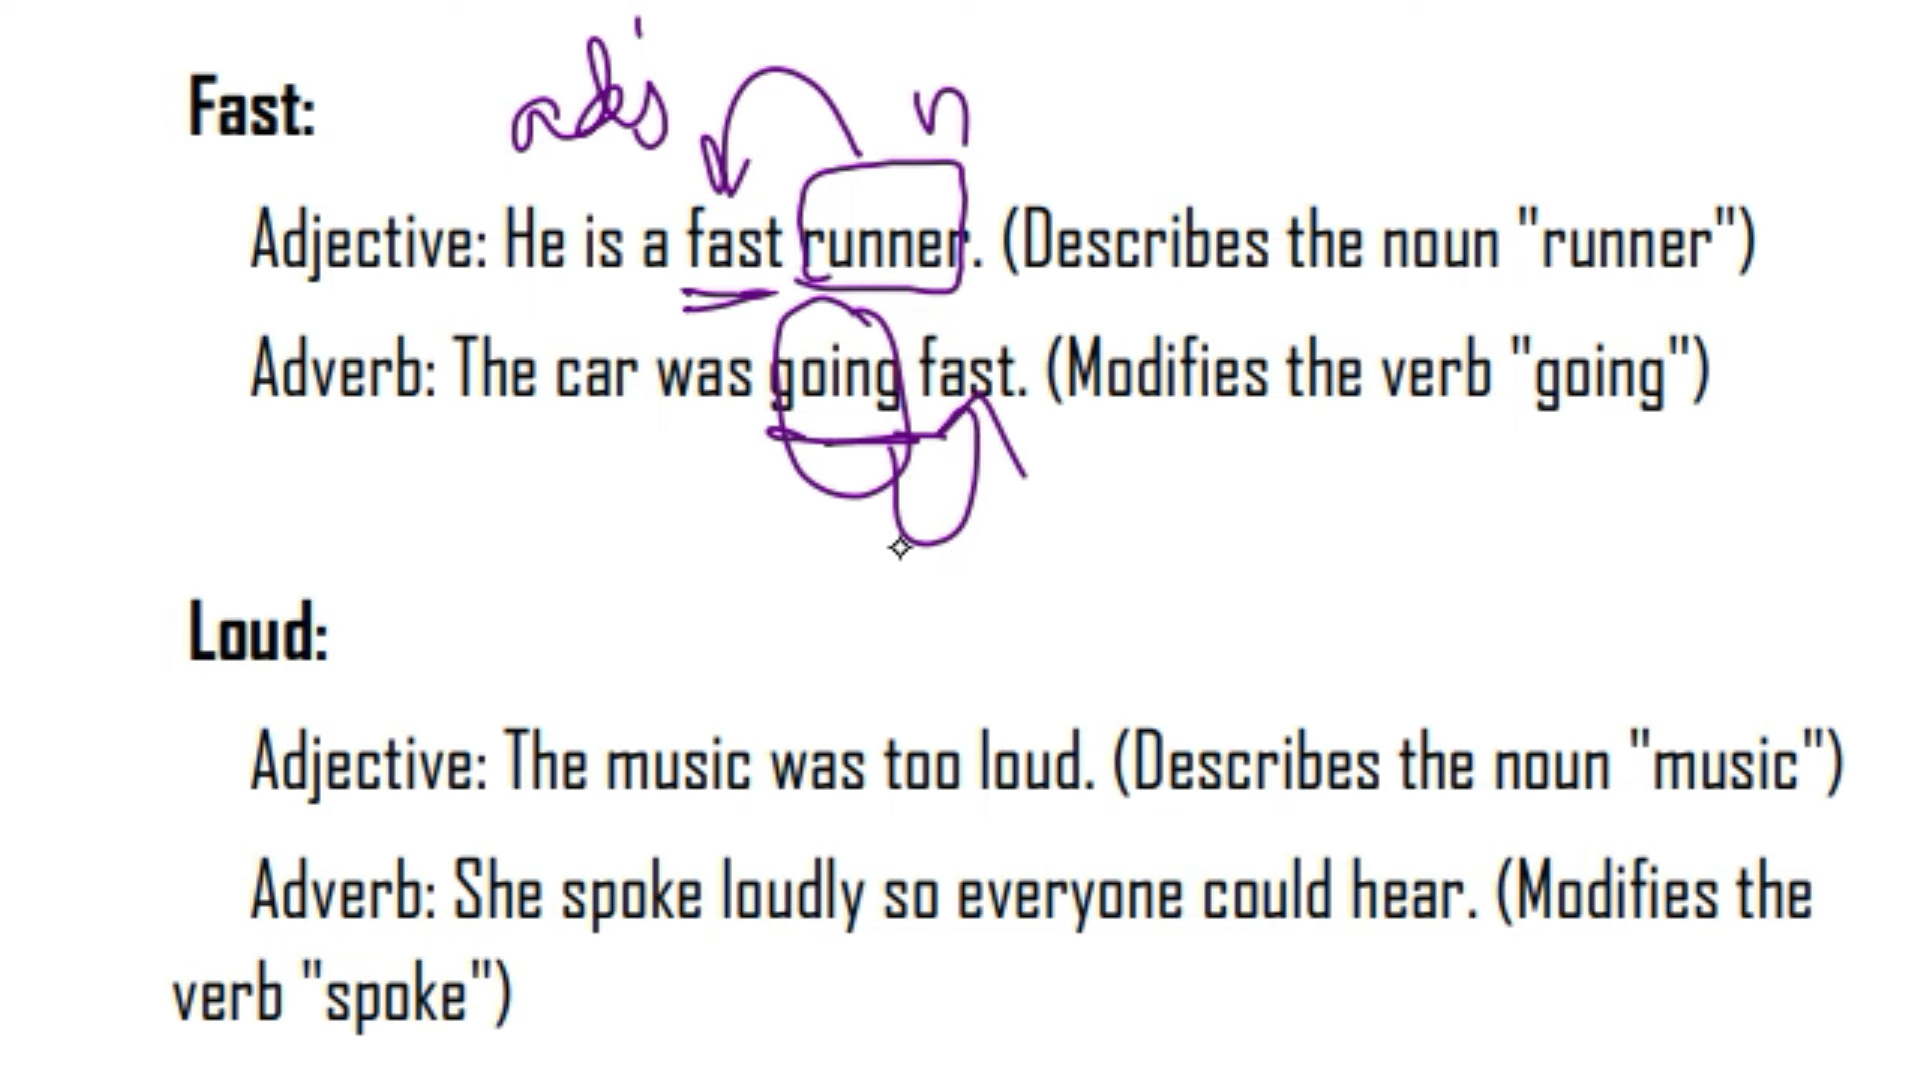 adj n
Fast:
Adjective: He is a fast runner. (Describes the noun "runner")
Adverb: The car was going fast. (Modifies the verb "going")
Loud:
Adjective: The music was too loud. (Describes the noun "music")
Adverb: She spoke loudly so everyone could hear. (Modifies the
verb "spoke")